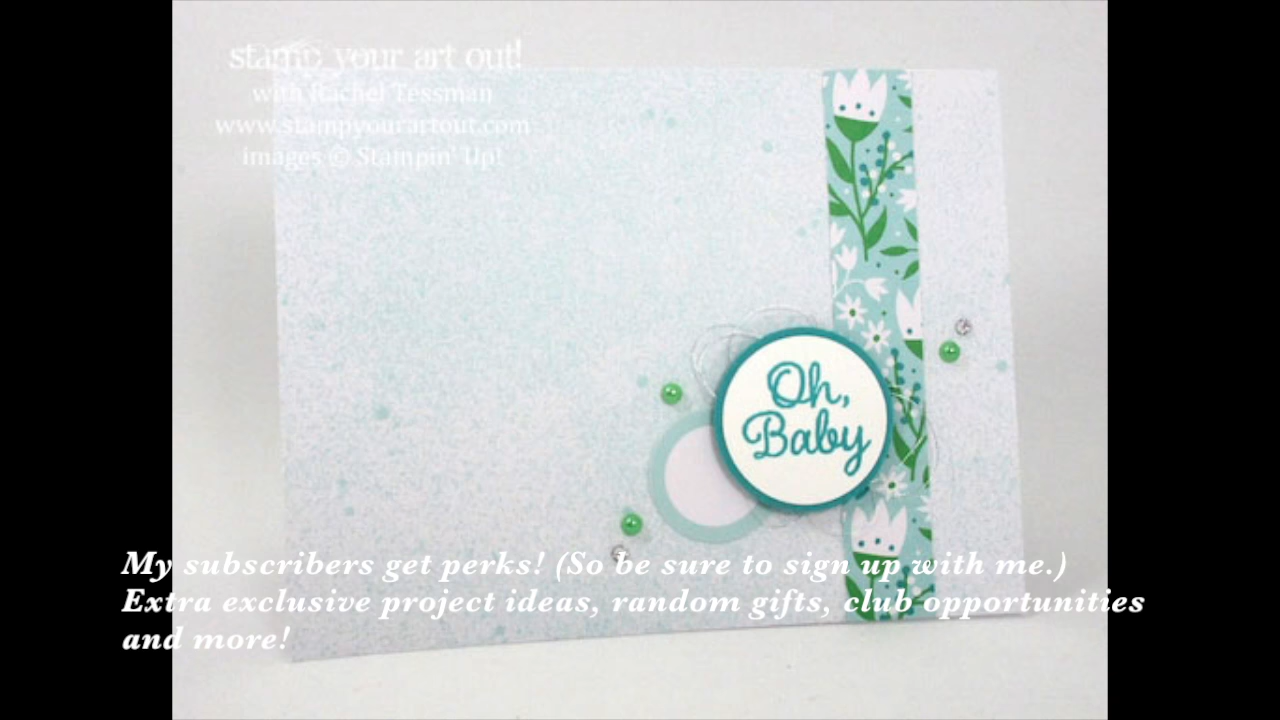 stamp your art out!
with Rachel Tessman
www.stampyourartout.com
images © Stampin' Up!
Oh,
Baby
My subscribers get perks! (So be sure to sign up with me.)
Extra exclusive project ideas, random gifts, club opportunities
and more!